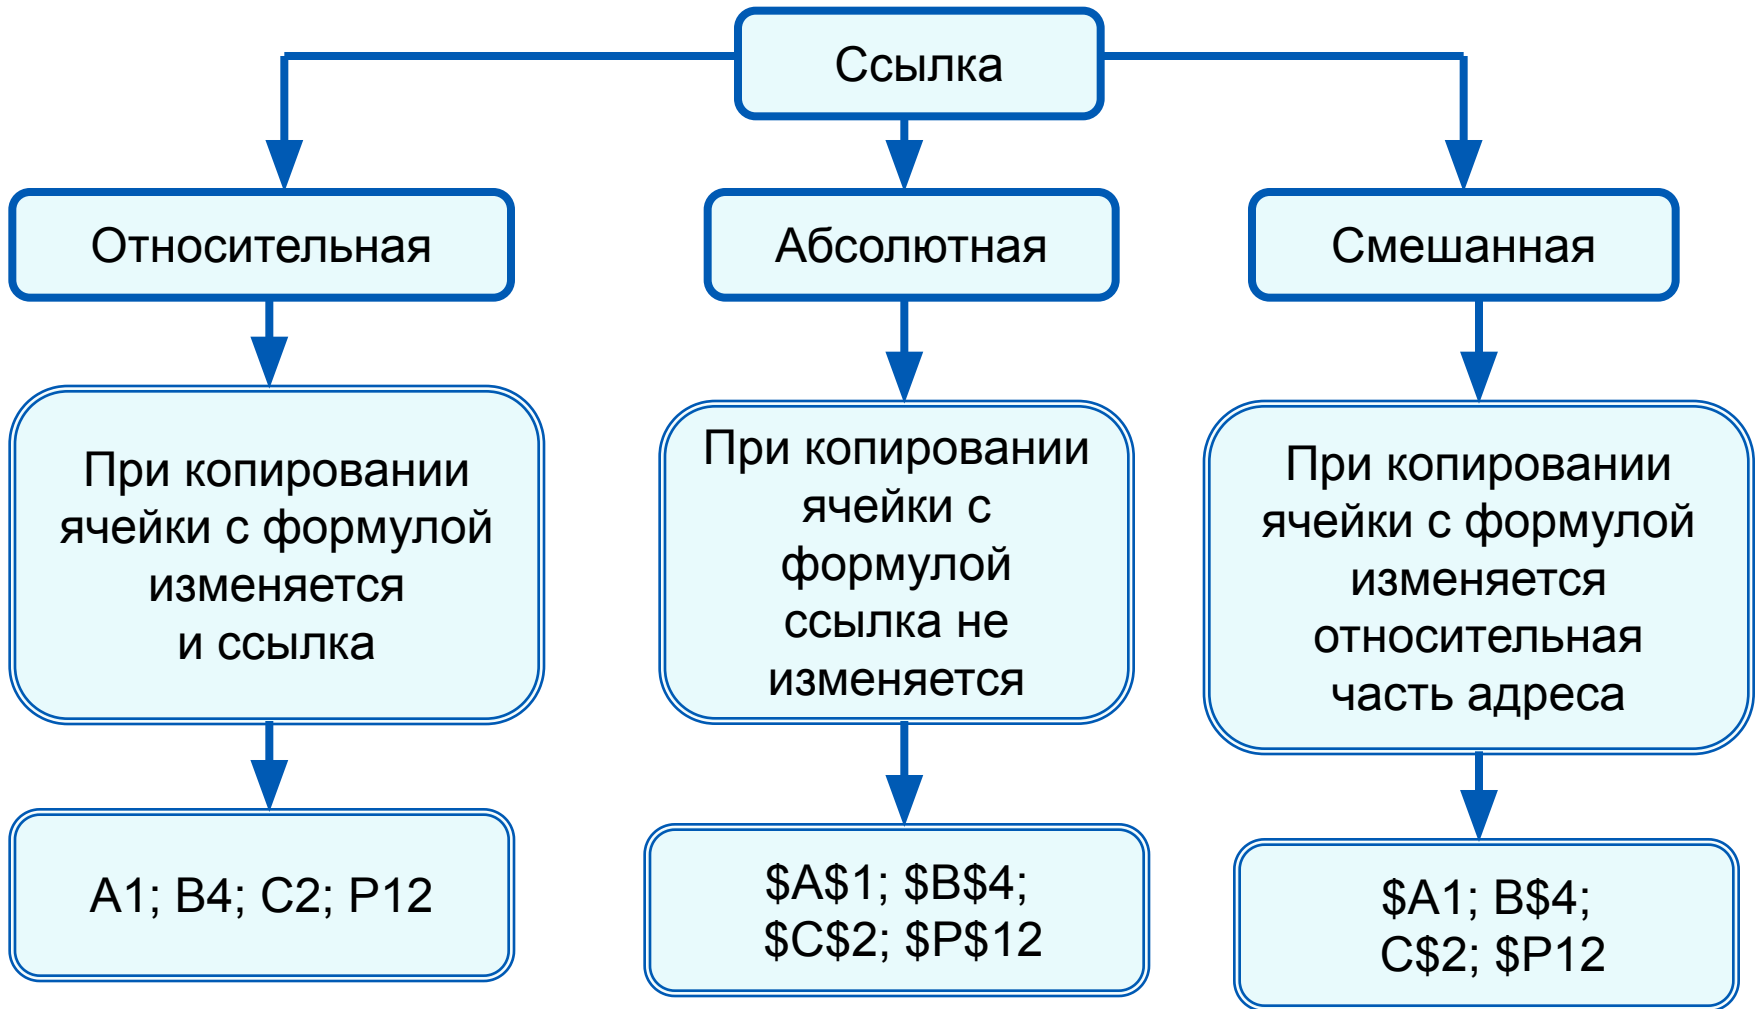 Ссылка
Относительная
Абсолютная
Смешанная
При копировании
ячейки с формулой
изменяется
и ссылка
При копировании
ячейки с
формулой
ссылка не
изменяется
При копировании
ячейки с формулой
изменяется
относительная
часть адреса
A1; B4; C2; P12
$A$1; $B$4;
$C$2; $P$12
$A1; B$4;
C$2; $P12